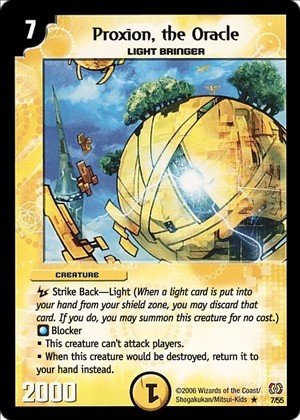 7
Proxion, the Oracle
LIGHT BRINGER
CREATURE
Strike Back—Light (When a light card is put into
your hand from your shield zone, you may discard that
card. If you do, you may summon this creature for no cost.)
Blocker
▪ This creature can't attack players.
▪ When this creature would be destroyed, return it to
your hand instead.
2000
1
©2006 Wizards of the Coast/
Shogakukan/Mitsui-Kids ★ 7/55